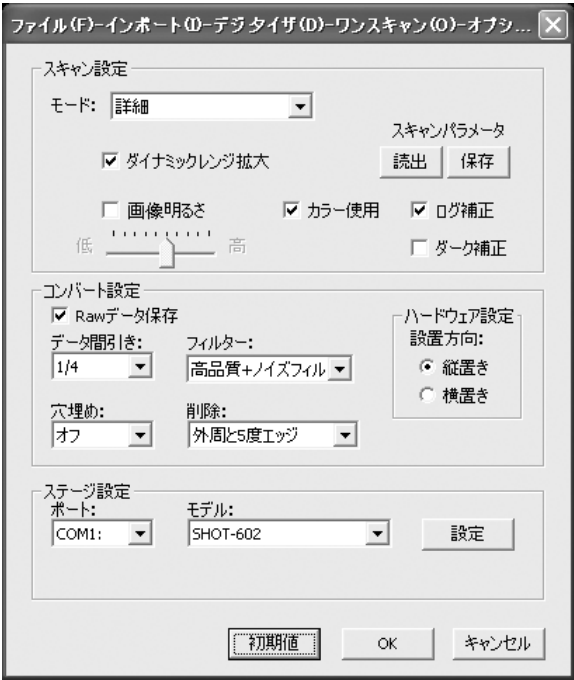 ファイル(F)-インポート(I)-デジタイザ(D)-ワンスキャン(O)-オプシ...
スキャン設定
モード: 詳細
スキャンパラメータ
ダイナミックレンジ拡大
読出 保存
画像明るさ カラー使用 ログ補正
低 高 ダーク補正
コンバート設定
Rawデータ保存
ハードウェア設定
データ間引き: フィルター: 設置方向:
1/4 高品質+ノイズフィル 縦置き
横置き
穴埋め: 削除:
オフ 外周と5度エッジ
ステージ設定
ポート: モデル:
COM1: SHOT-602 設定
初期値 OK キャンセル